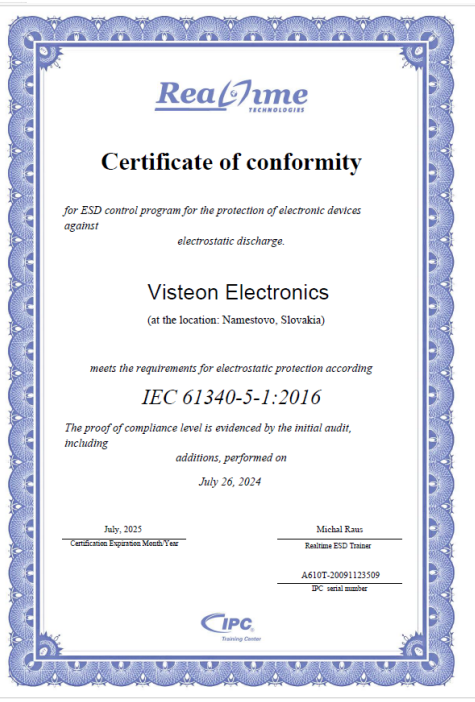 RealTime
TECHNOLOGIES
Certificate of conformity
for ESD control program for the protection of electronic devices
against
electrostatic discharge.
Visteon Electronics
(at the location: Namestovo, Slovakia)
meets the requirements for electrostatic protection according
IEC 61340-5-1:2016
The proof of compliance level is evidenced by the initial audit,
including
additions, performed on
July 26, 2024
July, 2025
Certification Expiration Month/Year
Michal Raus
Realtime ESD Trainer
A610T-20091123509
IPC serial number
IPC®
Training Center